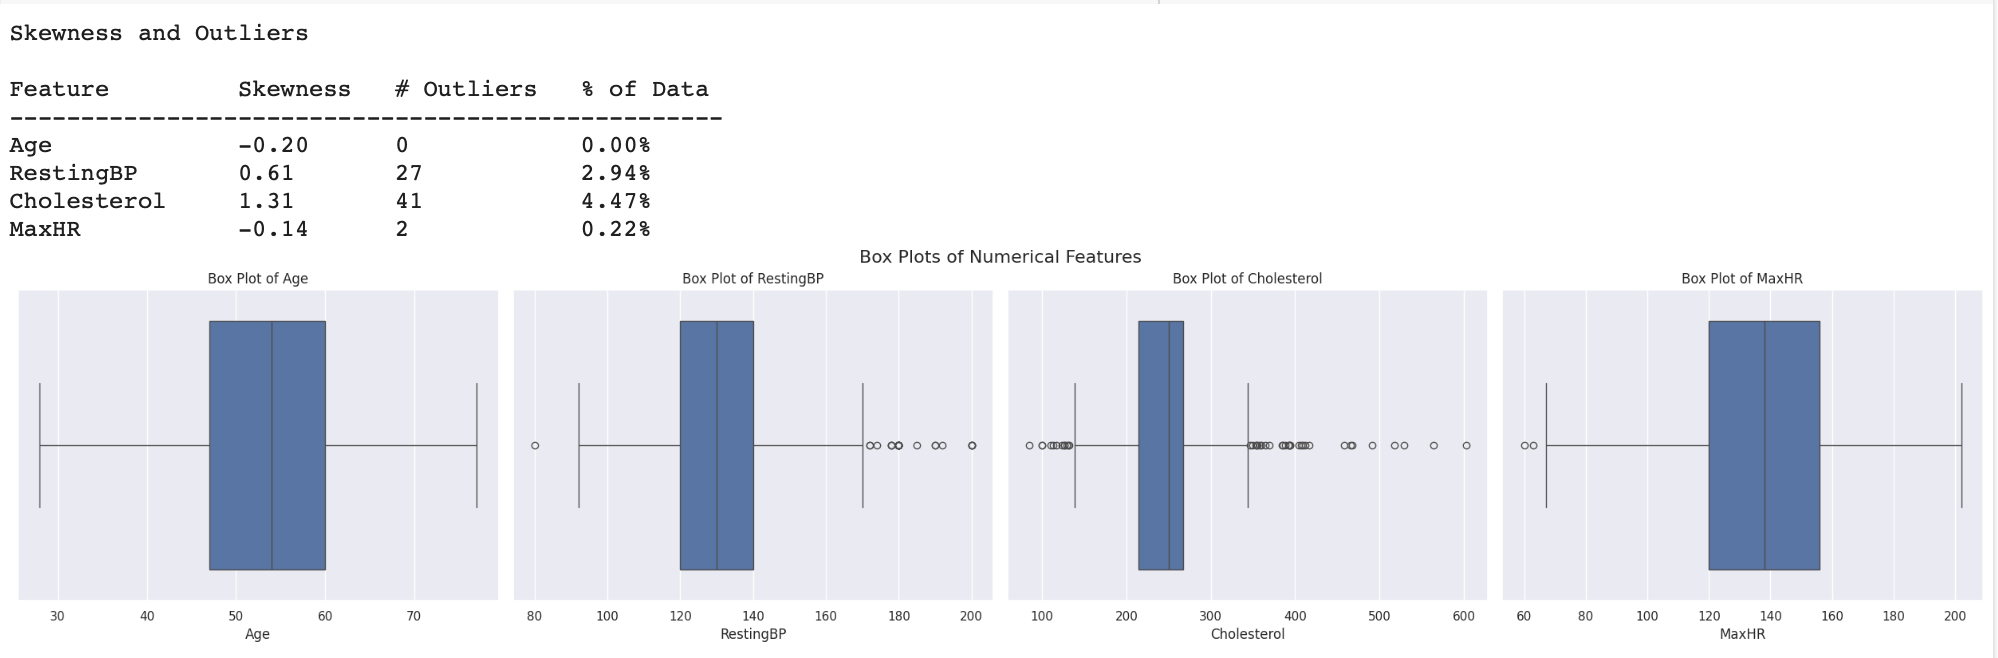 Skewness and Outliers
Feature Skewness # Outliers % of Data
--------------------------------------------------
Age -0.20 0 0.00%
RestingBP 0.61 27 2.94%
Cholesterol 1.31 41 4.47%
MaxHR -0.14 2 0.22%
Box Plots of Numerical Features
Box Plot of Age
30 40 50 60 70
Age
Box Plot of RestingBP
80 100 120 140 160 180 200
RestingBP
Box Plot of Cholesterol
100 200 300 400 500 600
Cholesterol
Box Plot of MaxHR
60 80 100 120 140 160 180 200
MaxHR